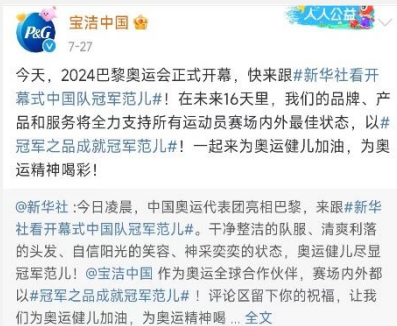 人人公益
P&G
宝洁中国
7-27
今天，2024巴黎奥运会正式开幕，快来跟#新华社看开
幕式中国队冠军范儿#！在未来16天里，我们的品牌、产
品和服务将全力支持所有运动员赛场内外最佳状态，以#
冠军之品成就冠军范儿#！一起来为奥运健儿加油，为奥
运精神喝彩！
@新华社 :今日凌晨，中国奥运代表团亮相巴黎，来跟#新华
社看开幕式中国队冠军范儿#。干净整洁的队服、清爽利落
的头发、自信阳光的笑容、神采奕奕的状态，奥运健儿尽显
冠军范儿！@宝洁中国 作为奥运全球合作伙伴，赛场内外都
以#冠军之品成就冠军范儿#！评论区留下你的祝福，让我
们为奥运健儿加油，为奥运精神喝 ... 全文